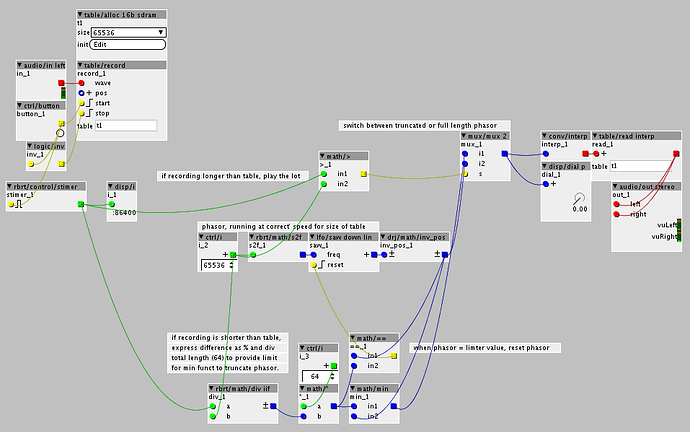 table/alloc 16b sdram
t1
size 65536
init Edit
audio/in left
in_1
table/record
record_1
wave
pos
start
stop
table t1
ctrl/button
button_1
logic/inv
inv_1
rbrt/control/stimer
stimer_1
disp/i
i_1
:86400
if recording longer than table, play the lot
math/>
>_1
in1
in2
switch between truncated or full length phasor
mux/mux 2
mux_1
i1
i2
s
conv/interp
interp_1
disp/dial p
dial_1
0.00
table/read interp
read_1
table t1
audio/out stereo
out_1
left
right
vuLeft
vuRight
phasor, running at correct' speed for size of table
ctrl/i
i_2
65536
rbrt/math/s2f
s2f_1
lfo/saw down lin
saw_1
freq
reset
drj/math/inv_pos
inv_pos_1
if recording is shorter than table,
express difference as % and div
total length (64) to provide limit
for min funct to truncate phasor.
ctrl/i
i_3
64
math/==
==_1
in1
in2
when phasor = limter value, reset phasor
rbrt/math/div iif
div_1
a
b
math/*
*_1
a
b
math/min
min_1
in1
in2